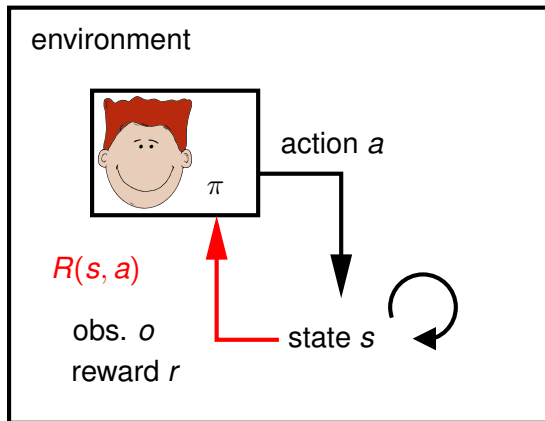 environment
action a
π
R(s, a)
obs. o
state s
reward r